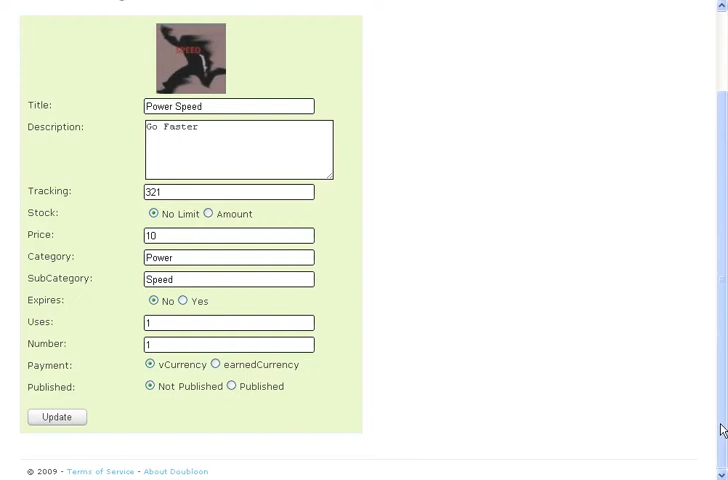 SPEED
Title: Power Speed
Description: Go Faster
Tracking: 321
Stock: No Limit Amount
Price: 10
Category: Power
SubCategory: Speed
Expires: No Yes
Uses: 1
Number: 1
Payment: vCurrency earnedCurrency
Published: Not Published Published
Update
© 2009 - Terms of Service - About Doubloon